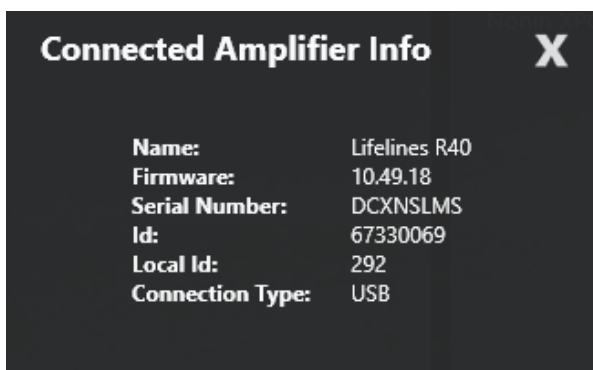 Connected Amplifier Info X
Name: Lifelines R40
Firmware: 10.49.18
Serial Number: DCXNSLMS
Id: 67330069
Local Id: 292
Connection Type: USB